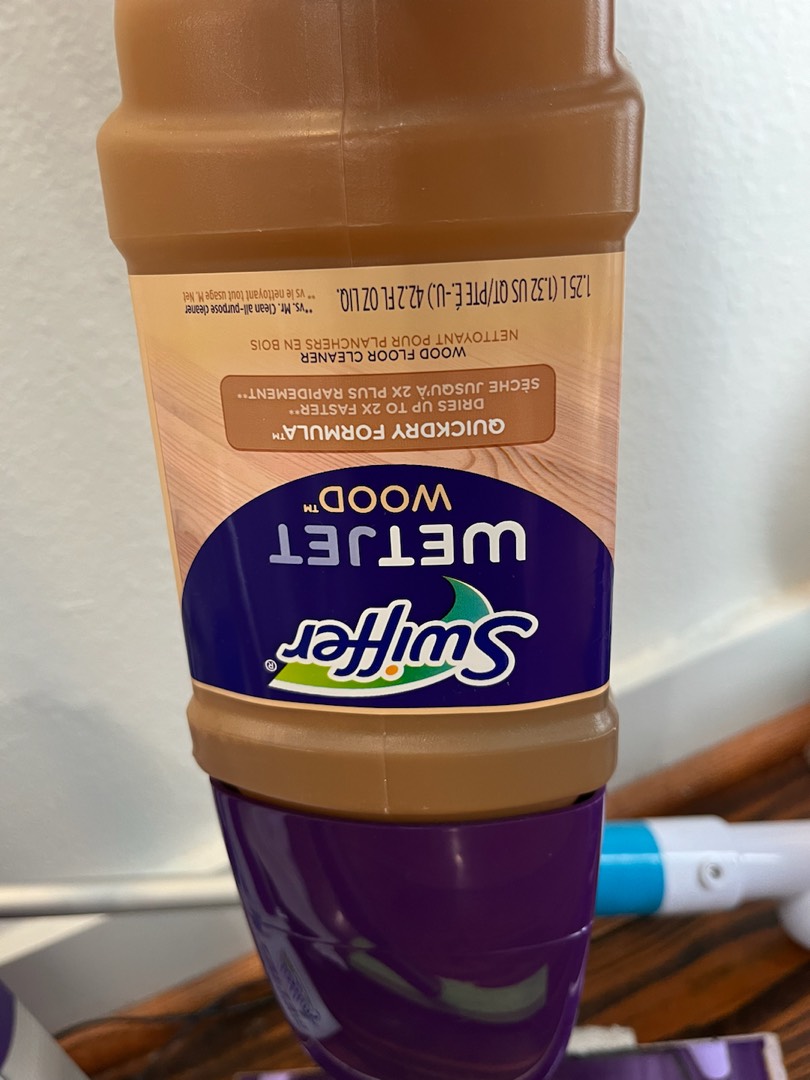 Swiffer®
WETJET
WOOD™
QUICKDRY FORMULA™
DRIES UP TO 2X FASTER**
SÈCHE JUSQU'À 2X PLUS RAPIDEMENT**
WOOD FLOOR CLEANER
NETTOYANT POUR PLANCHERS EN BOIS
1.25 L (1.32 US QT/PTE É.-U.) 42.2 FL OZ LIQ.
**vs. Mr. Clean all-purpose cleaner
** vs le nettoyant tout usage M. Net